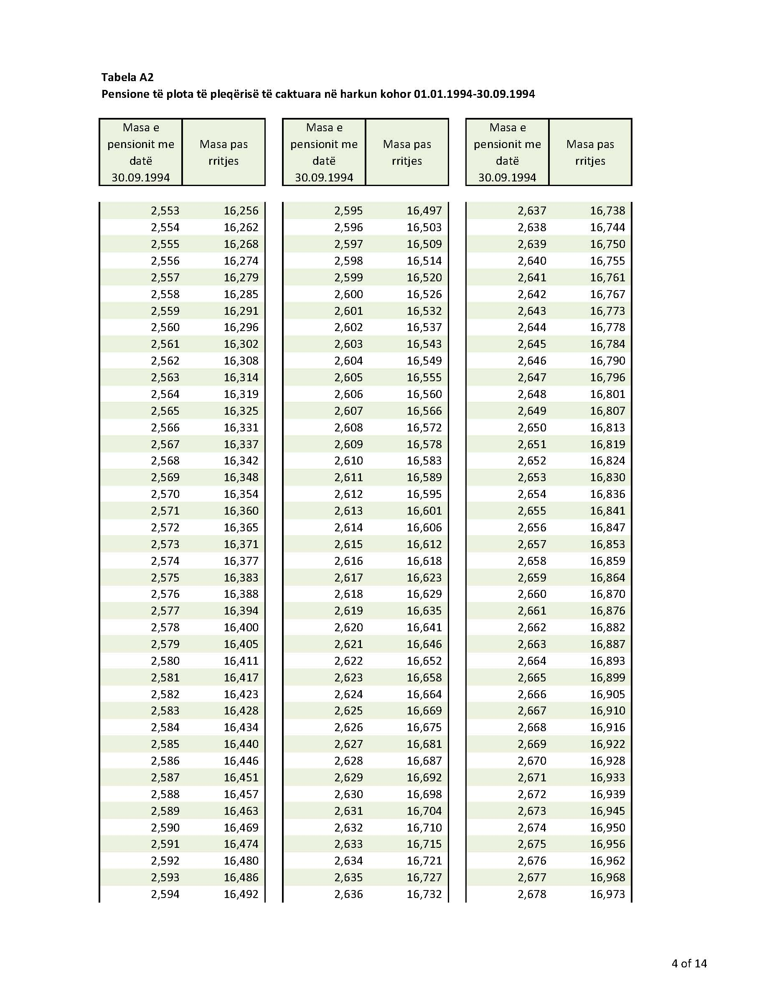 Tabela A2
Pensione të plota të pleqërisë të caktuara në harkun kohor 01.01.1994-30.09.1994
Masa e
pensionit me
datë
30.09.1994
Masa pas
rritjes
Masa e
pensionit me
datë
30.09.1994
Masa pas
rritjes
Masa e
pensionit me
datë
30.09.1994
Masa pas
rritjes
2,553 16,256 2,595 16,497 2,637 16,738
2,554 16,262 2,596 16,503 2,638 16,744
2,555 16,268 2,597 16,509 2,639 16,750
2,556 16,274 2,598 16,514 2,640 16,755
2,557 16,279 2,599 16,520 2,641 16,761
2,558 16,285 2,600 16,526 2,642 16,767
2,559 16,291 2,601 16,532 2,643 16,773
2,560 16,296 2,602 16,537 2,644 16,778
2,561 16,302 2,603 16,543 2,645 16,784
2,562 16,308 2,604 16,549 2,646 16,790
2,563 16,314 2,605 16,555 2,647 16,796
2,564 16,319 2,606 16,560 2,648 16,801
2,565 16,325 2,607 16,566 2,649 16,807
2,566 16,331 2,608 16,572 2,650 16,813
2,567 16,337 2,609 16,578 2,651 16,819
2,568 16,342 2,610 16,583 2,652 16,824
2,569 16,348 2,611 16,589 2,653 16,830
2,570 16,354 2,612 16,595 2,654 16,836
2,571 16,360 2,613 16,601 2,655 16,841
2,572 16,365 2,614 16,606 2,656 16,847
2,573 16,371 2,615 16,612 2,657 16,853
2,574 16,377 2,616 16,618 2,658 16,859
2,575 16,383 2,617 16,623 2,659 16,864
2,576 16,388 2,618 16,629 2,660 16,870
2,577 16,394 2,619 16,635 2,661 16,876
2,578 16,400 2,620 16,641 2,662 16,882
2,579 16,405 2,621 16,646 2,663 16,887
2,580 16,411 2,622 16,652 2,664 16,893
2,581 16,417 2,623 16,658 2,665 16,899
2,582 16,423 2,624 16,664 2,666 16,905
2,583 16,428 2,625 16,669 2,667 16,910
2,584 16,434 2,626 16,675 2,668 16,916
2,585 16,440 2,627 16,681 2,669 16,922
2,586 16,446 2,628 16,687 2,670 16,928
2,587 16,451 2,629 16,692 2,671 16,933
2,588 16,457 2,630 16,698 2,672 16,939
2,589 16,463 2,631 16,704 2,673 16,945
2,590 16,469 2,632 16,710 2,674 16,950
2,591 16,474 2,633 16,715 2,675 16,956
2,592 16,480 2,634 16,721 2,676 16,962
2,593 16,486 2,635 16,727 2,677 16,968
2,594 16,492 2,636 16,732 2,678 16,973
4 of 14